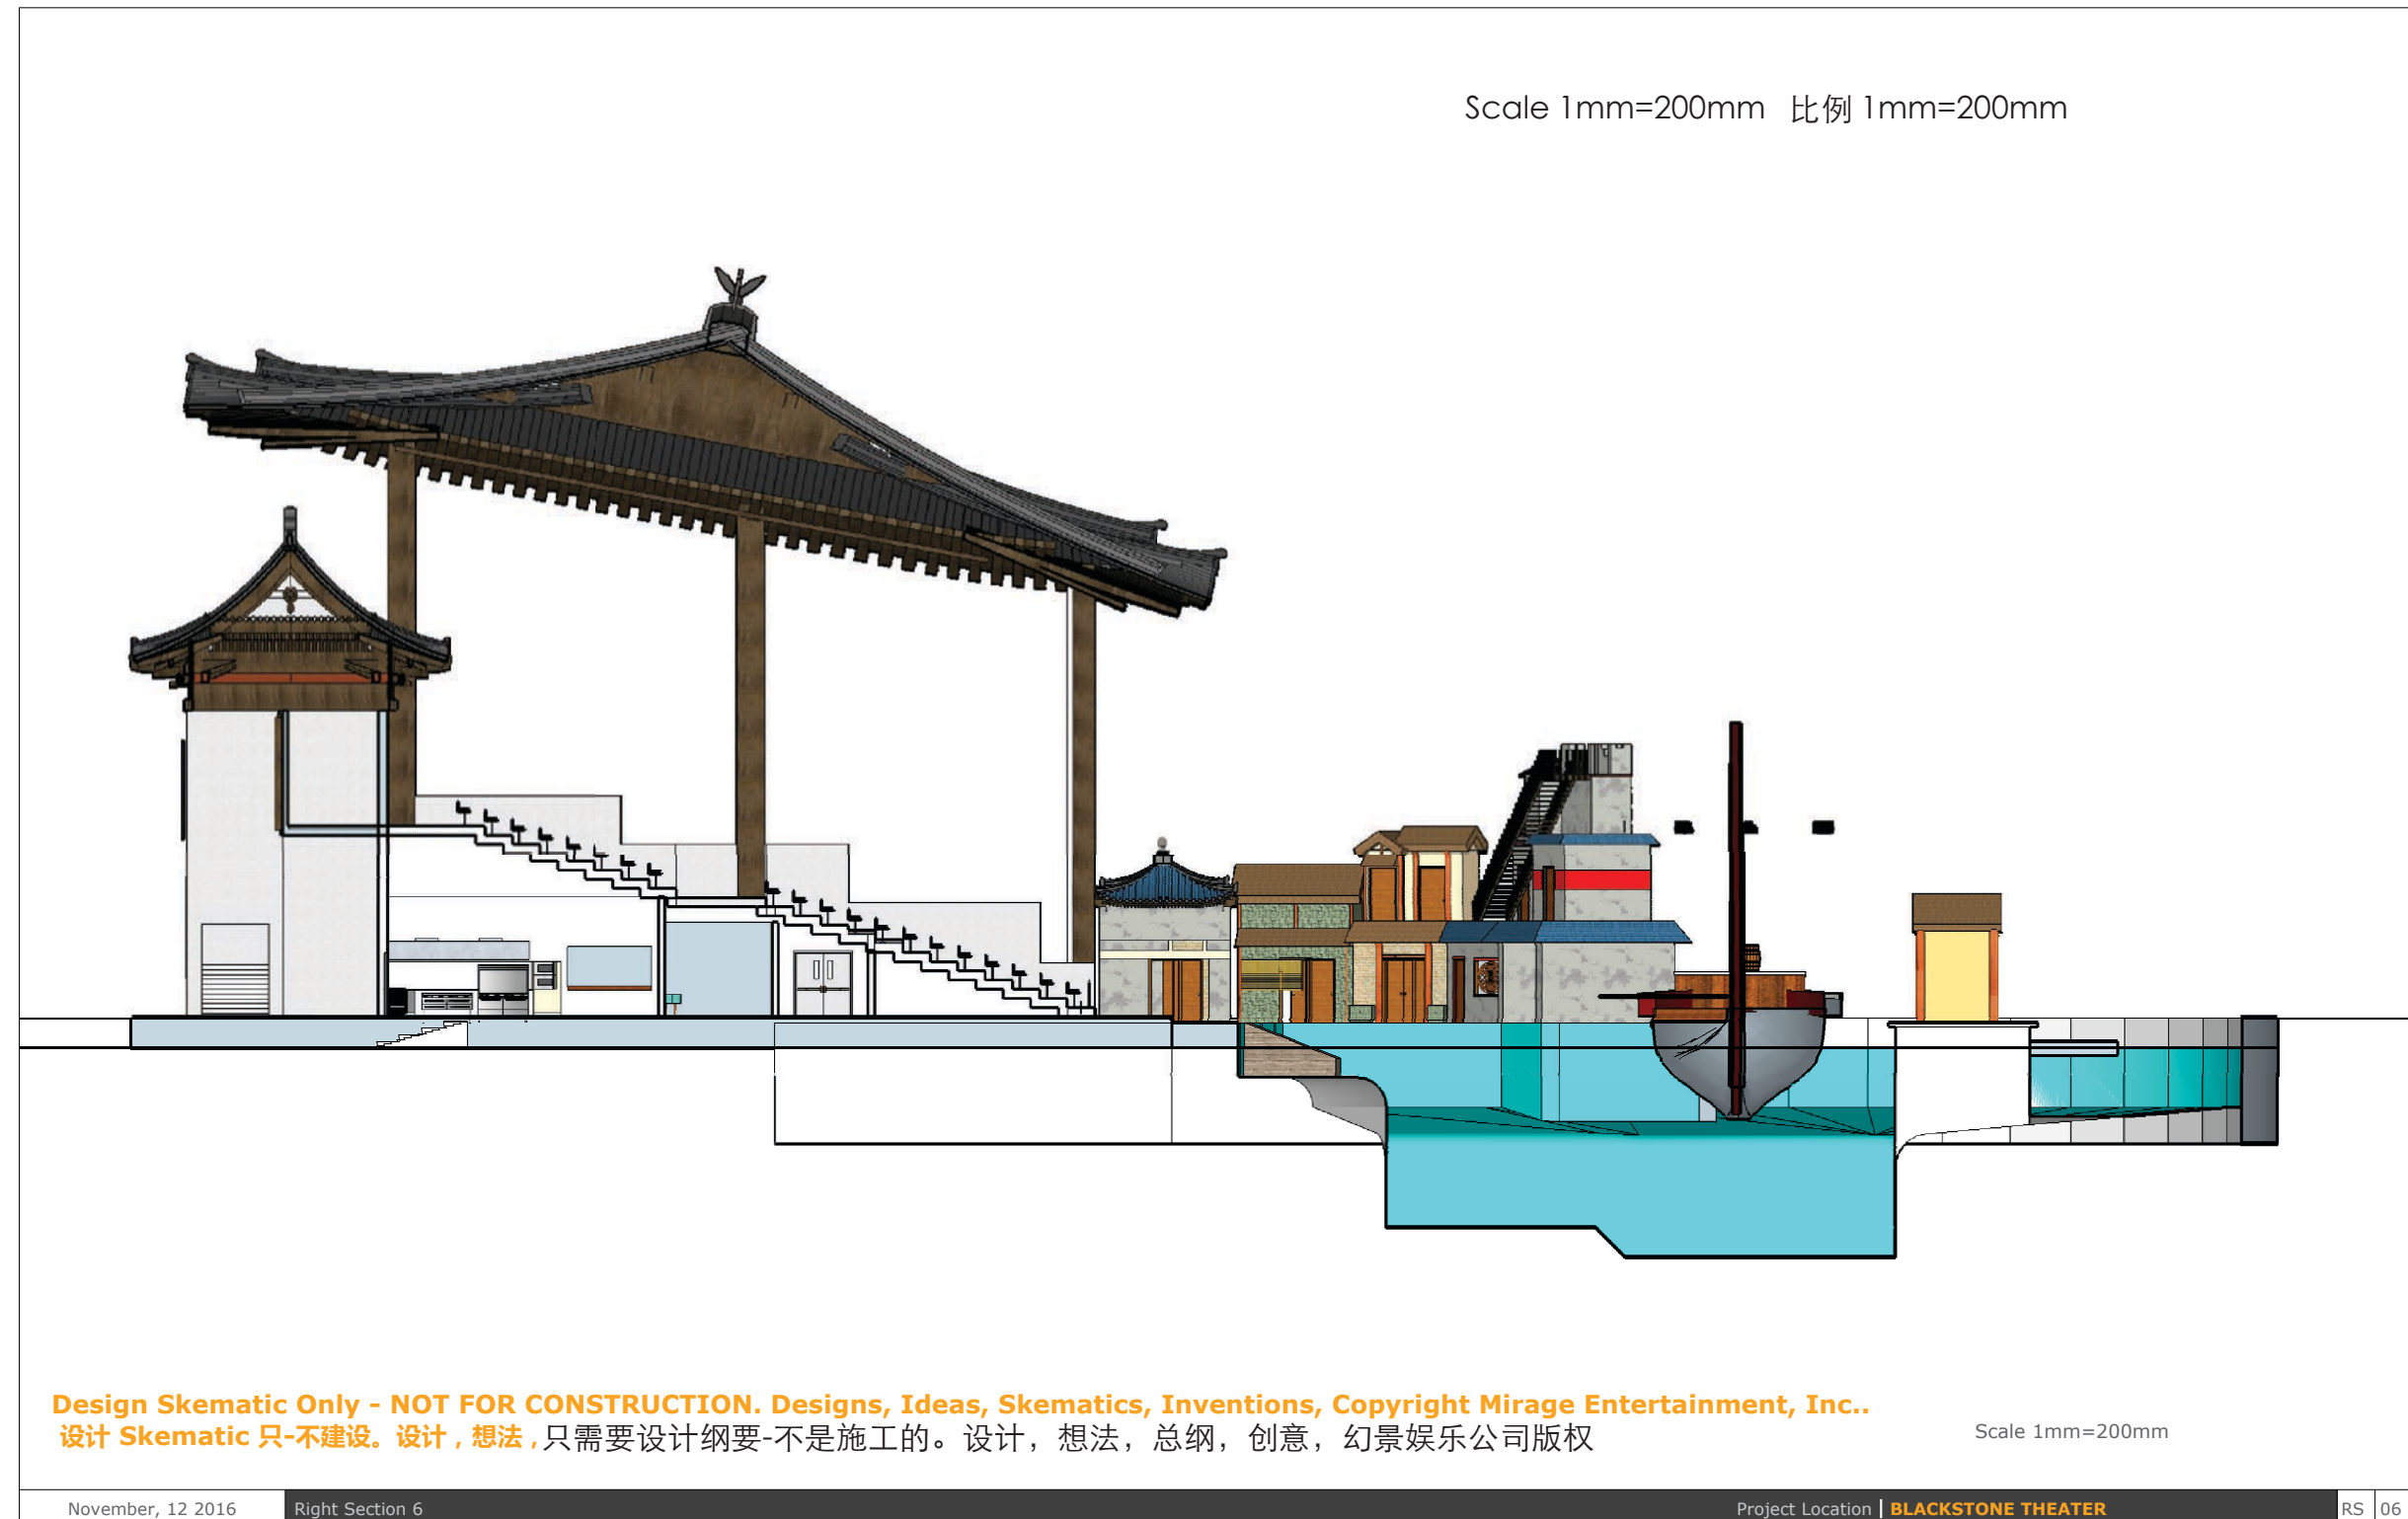 Scale 1mm=200mm 比例 1mm=200mm
Design Skematic Only - NOT FOR CONSTRUCTION. Designs, Ideas, Skematics, Inventions, Copyright Mirage Entertainment, Inc..
设计 Skematic 只-不建设。设计 , 想法 , 只需要设计纲要-不是施工的。设计，想法，总纲，创意，幻景娱乐公司版权
Scale 1mm=200mm
November, 12 2016 Right Section 6 Project Location | BLACKSTONE THEATER RS 06